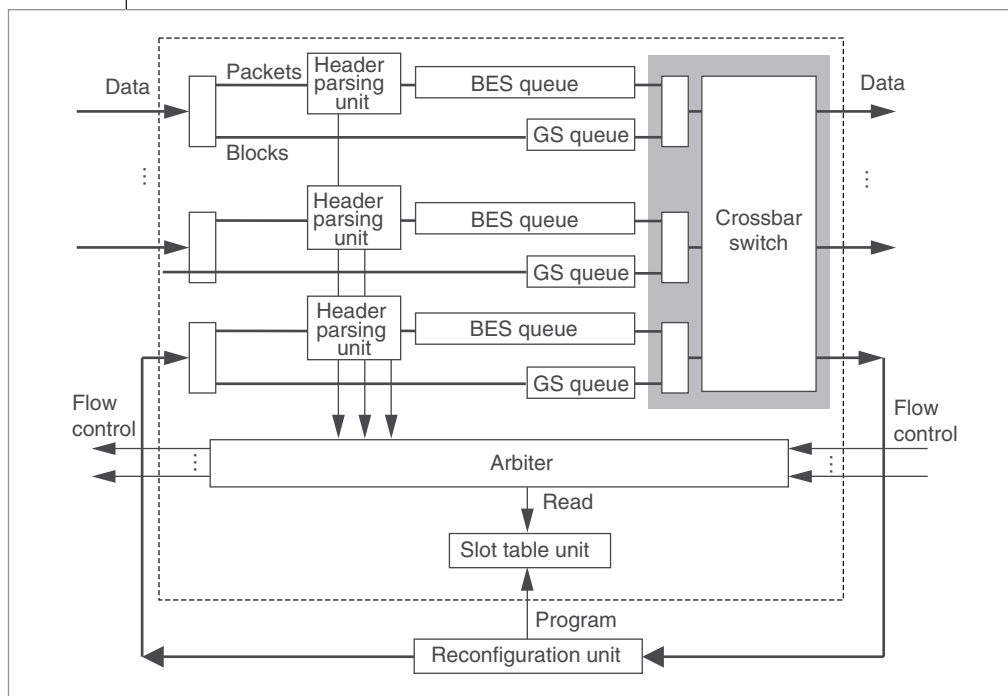 Data
Packets
Header
parsing
unit
BES queue
Data
GS queue
Blocks
⋮
⋮
Header
parsing
unit
BES queue
Crossbar
switch
GS queue
Header
parsing
unit
BES queue
GS queue
Flow
control
Flow
control
⋮
Arbiter
⋮
Read
Slot table unit
Program
Reconfiguration unit